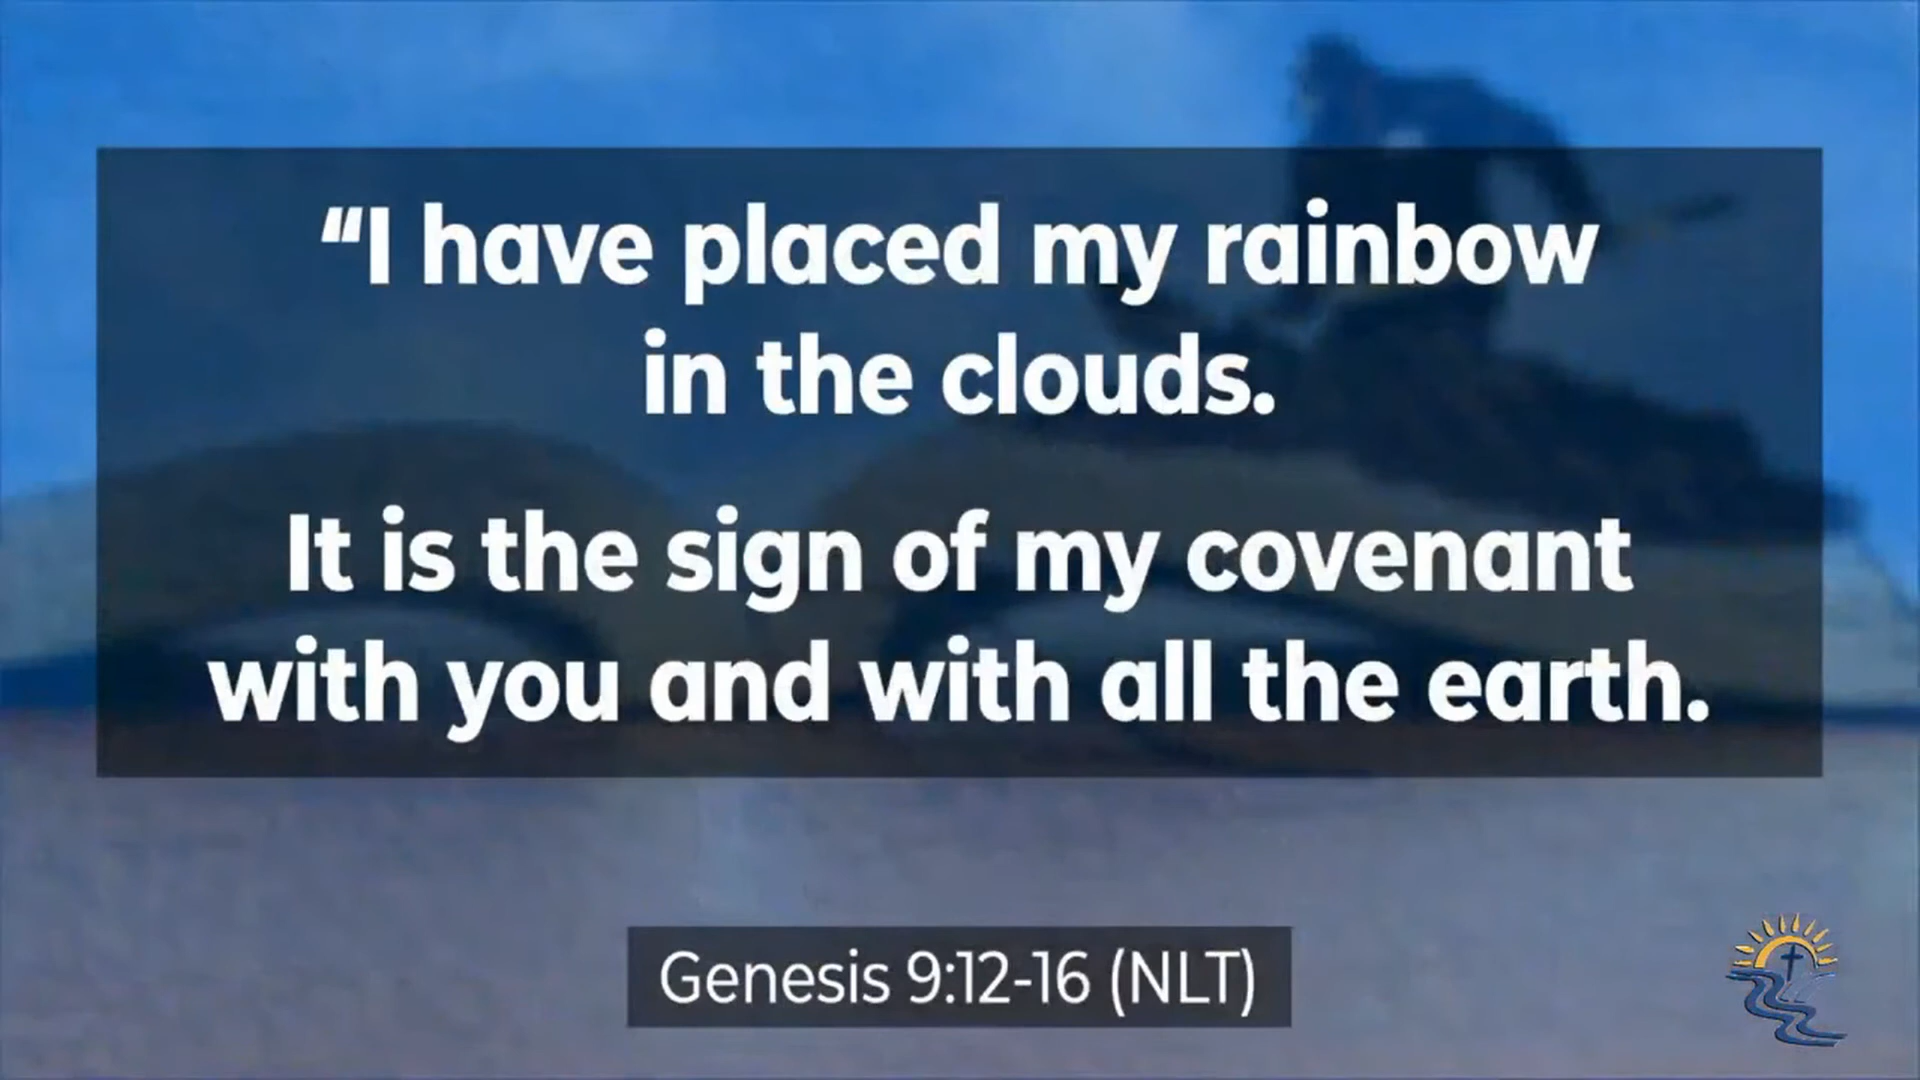 “I have placed my rainbow
in the clouds.
It is the sign of my covenant
with you and with all the earth.
Genesis 9:12-16 (NLT)